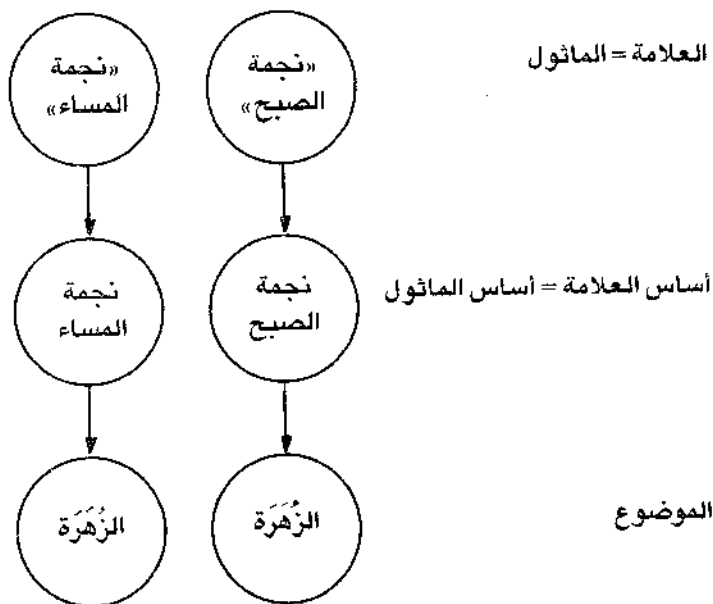 العلامة = الماثول
«نجمة
الصبح»
«نجمة
المساء»
أساس العلامة = أساس الماثول
نجمة
الصبح
نجمة
المساء
الموضوع
الزُهَرَة
الزُهَرَة